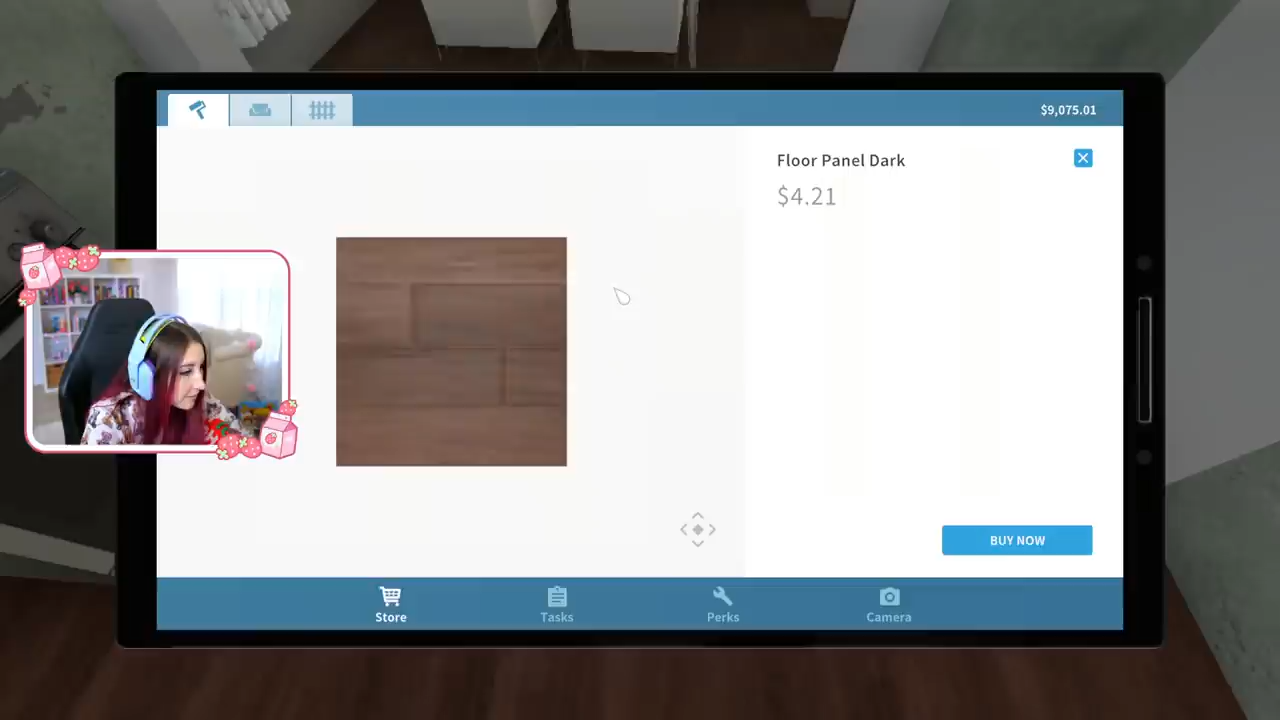 $9,075.01
Floor Panel Dark
$4.21
BUY NOW
Store
Tasks
Perks
Camera